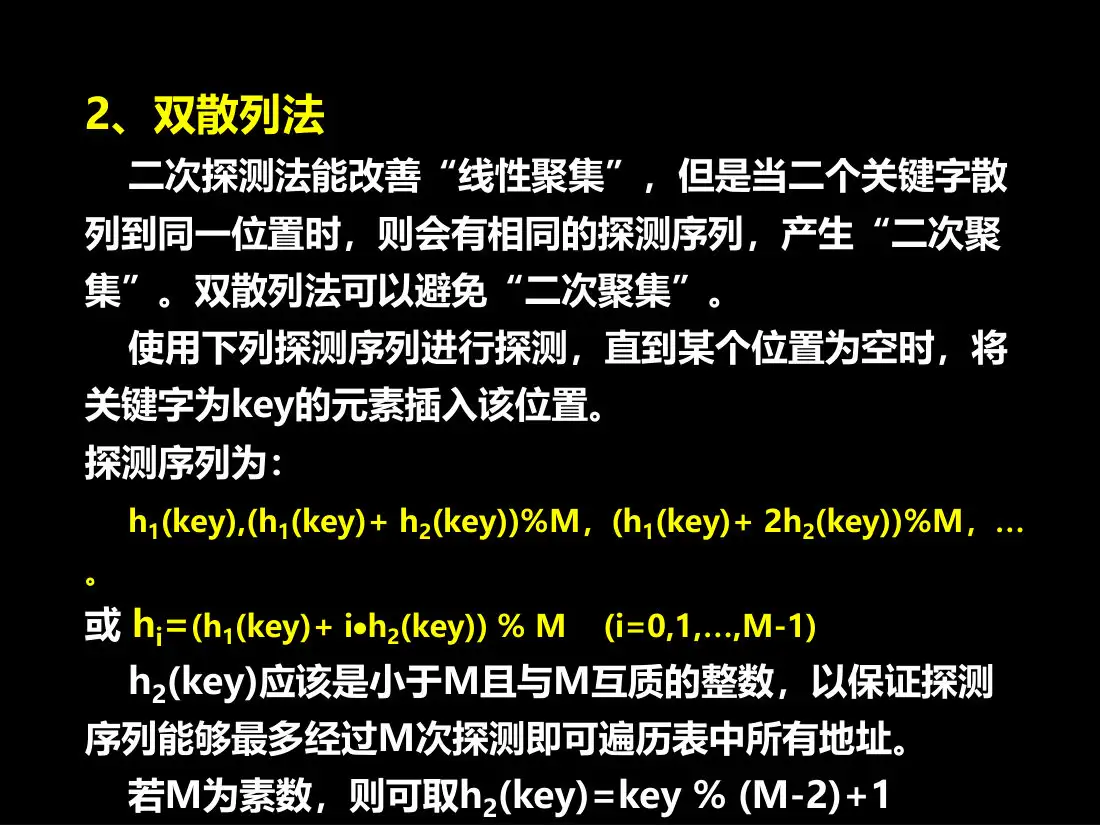 2、双散列法
二次探测法能改善“线性聚集”，但是当二个关键字散
列到同一位置时，则会有相同的探测序列，产生“二次聚
集”。双散列法可以避免“二次聚集”。
使用下列探测序列进行探测，直到某个位置为空时，将
关键字为key的元素插入该位置。
探测序列为：
h₁(key),(h₁(key)+ h₂(key))%M，(h₁(key)+ 2h₂(key))%M，…
。
或 hᵢ=(h₁(key)+ i•h₂(key)) % M (i=0,1,…,M-1)
h₂(key)应该是小于M且与M互质的整数，以保证探测
序列能够最多经过M次探测即可遍历表中所有地址。
若M为素数，则可取h₂(key)=key % (M-2)+1